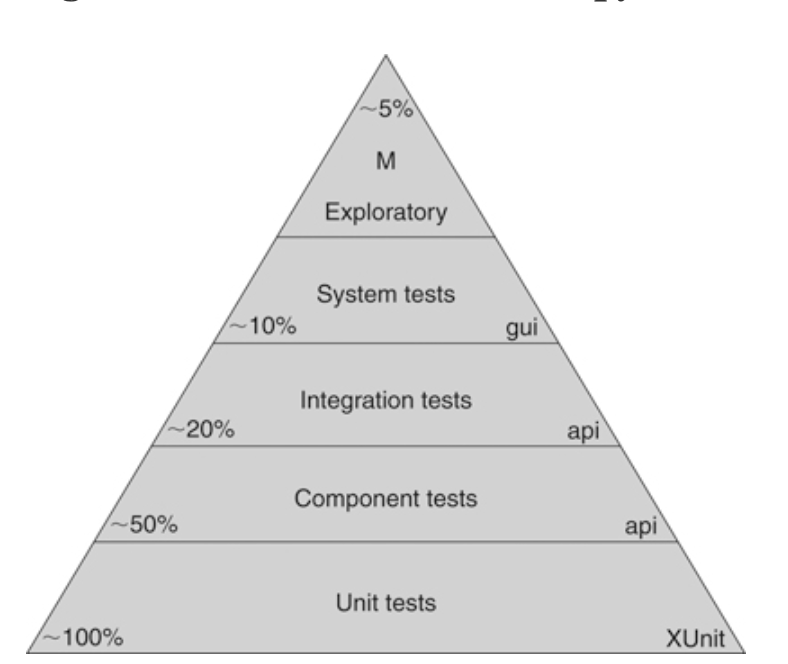 ~5%
M
Exploratory
System tests
~10% gui
Integration tests
~20% api
Component tests
~50% api
Unit tests
~100% XUnit